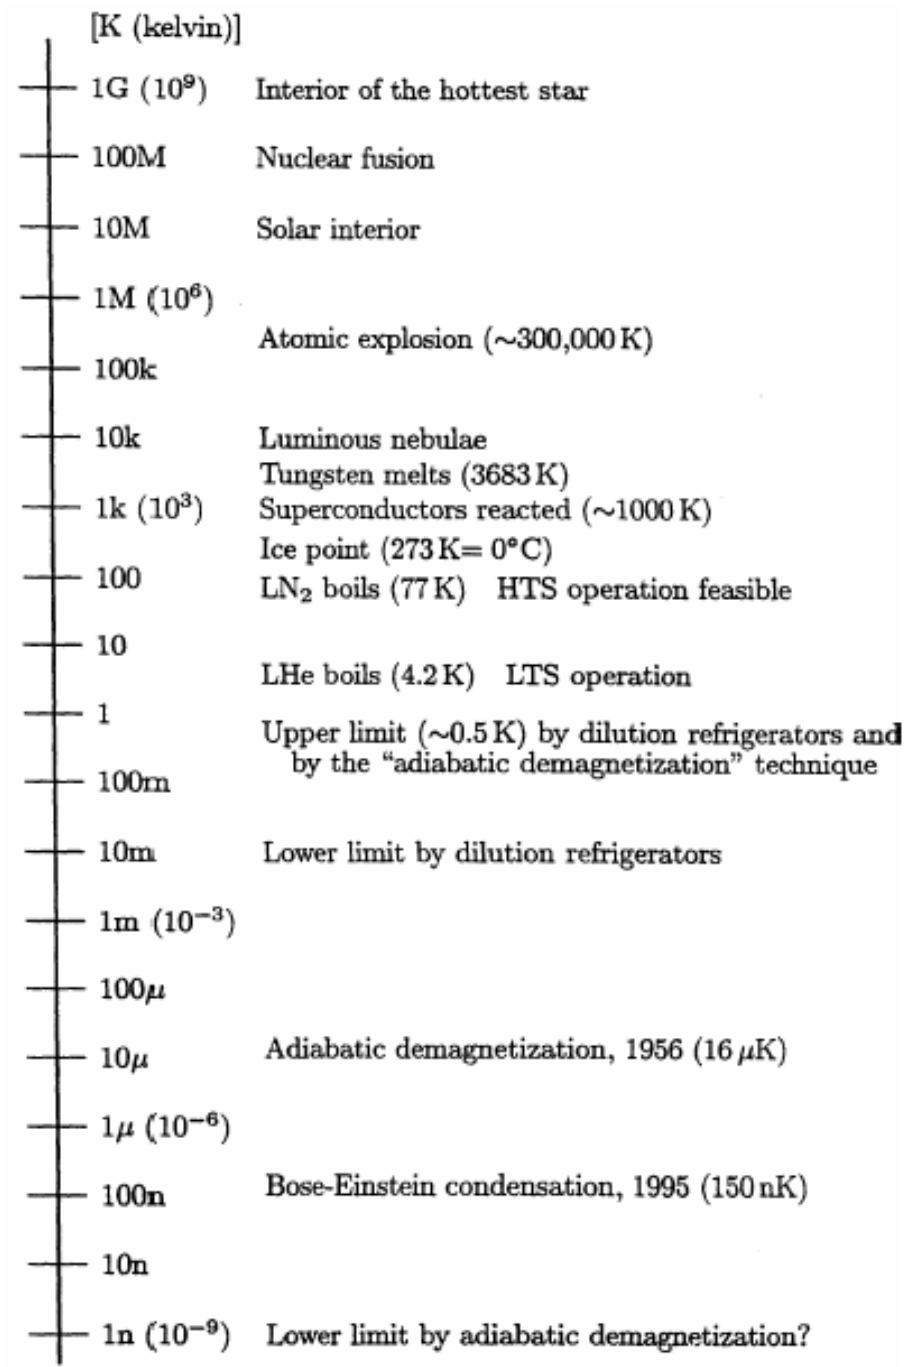 [K (kelvin)]
1G (10⁹) Interior of the hottest star
100M Nuclear fusion
10M Solar interior
1M (10⁶)
Atomic explosion (∼300,000 K)
100k
10k Luminous nebulae
Tungsten melts (3683 K)
1k (10³) Superconductors reacted (∼1000 K)
Ice point (273 K= 0°C)
100
LN₂ boils (77 K) HTS operation feasible
10
LHe boils (4.2 K) LTS operation
1
Upper limit (∼0.5 K) by dilution refrigerators and
by the “adiabatic demagnetization” technique
100m
10m Lower limit by dilution refrigerators
1m (10⁻³)
100μ
10μ Adiabatic demagnetization, 1956 (16 μK)
1μ (10⁻⁶)
100n Bose-Einstein condensation, 1995 (150 nK)
10n
1n (10⁻⁹) Lower limit by adiabatic demagnetization?